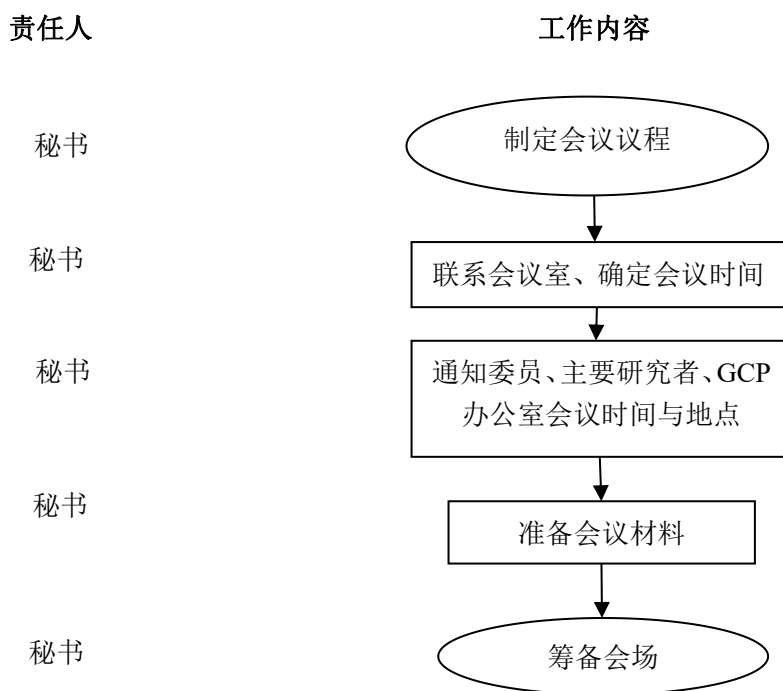 责任人 工作内容
秘书 制定会议议程
秘书 联系会议室、确定会议时间
秘书 通知委员、主要研究者、GCP
办公室会议时间与地点
秘书 准备会议材料
秘书 筹备会场